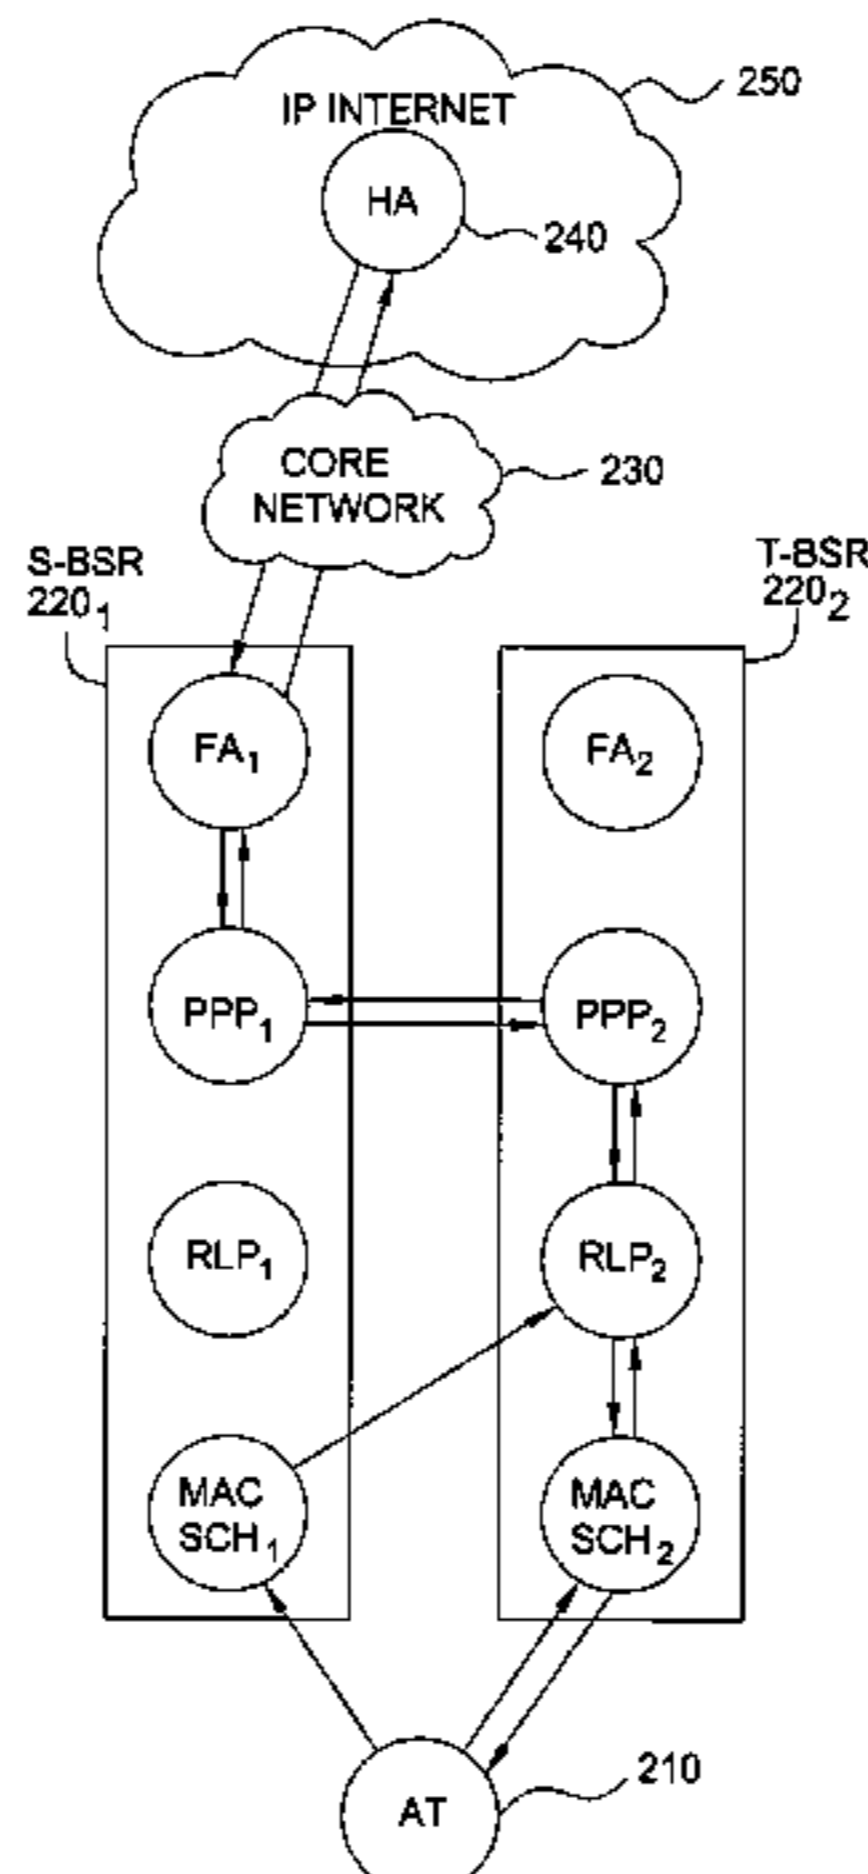 IP INTERNET
250
HA
240
CORE
NETWORK
230
S-BSR
220₁
T-BSR
220₂
FA₁
FA₂
PPP₁
PPP₂
RLP₁
RLP₂
MAC
SCH₁
MAC
SCH₂
AT
210